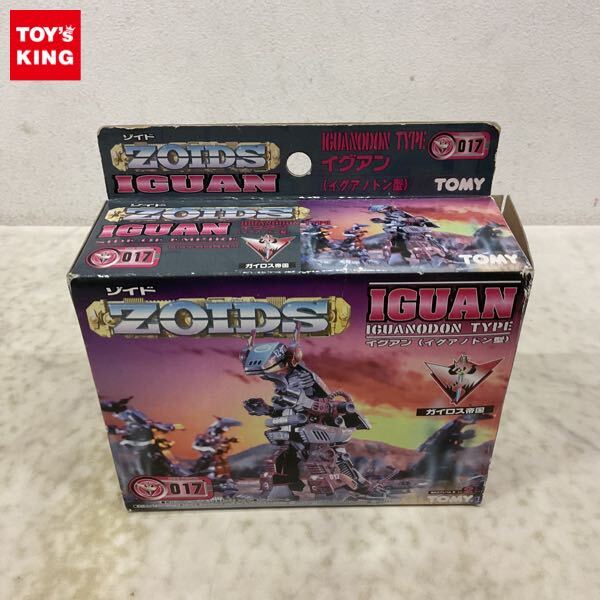 TOY's
KING
ゾイド
ZOIDS
IGUAN
IGUANODON TYPE
イグアン
(イグアノドン型)
017
TOMY
ゾイド
ZOIDS
IGUAN
017
ガイロス帝国
TOMY
ゾイド
ZOIDS
IGUAN
IGUANODON TYPE
イグアン(イグアノドン型)
ガイロス帝国
017
017
TOMY